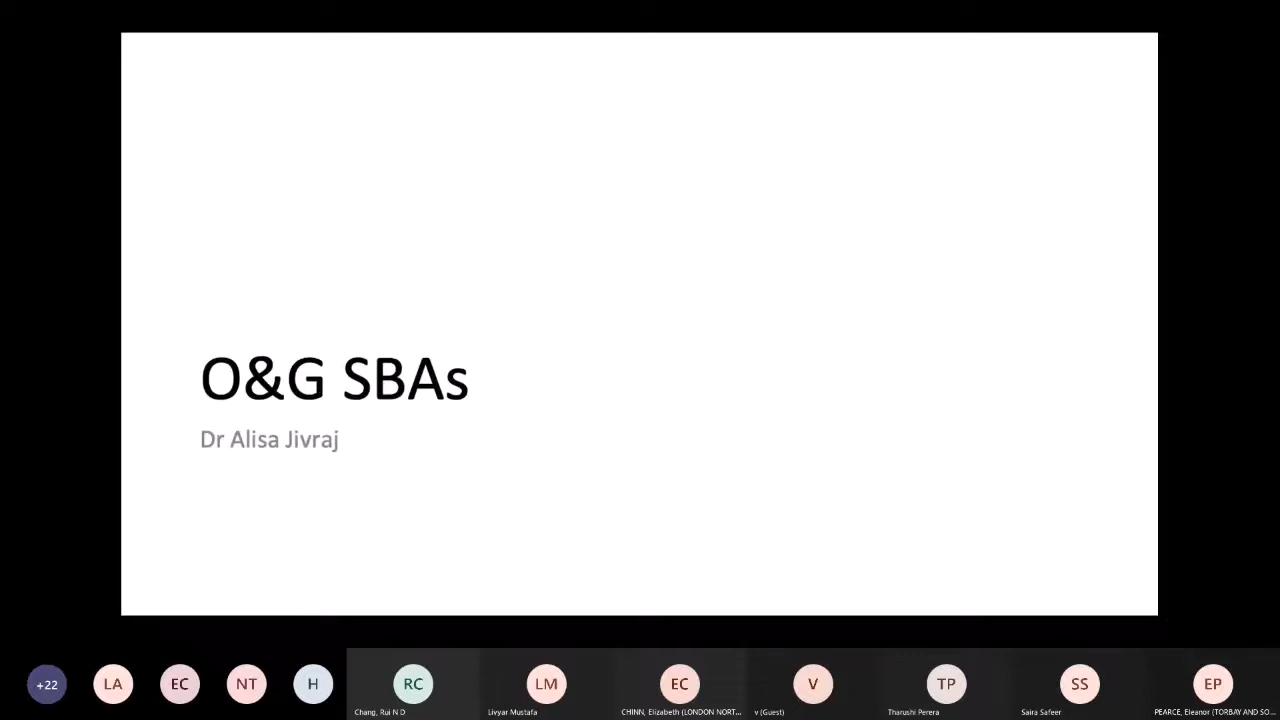 O&G SBAs
Dr Alisa Jivraj
+22
LA
EC
NT
H
RC
LM
EC
V
TP
SS
EP
Chang, Rui N D
Livyar Mustafa
CHINN, Elizabeth (LONDON NORT...
v (Guest)
Tharushi Perera
Saira Safeer
PEARCE, Eleanor (TORBAY AND SO...